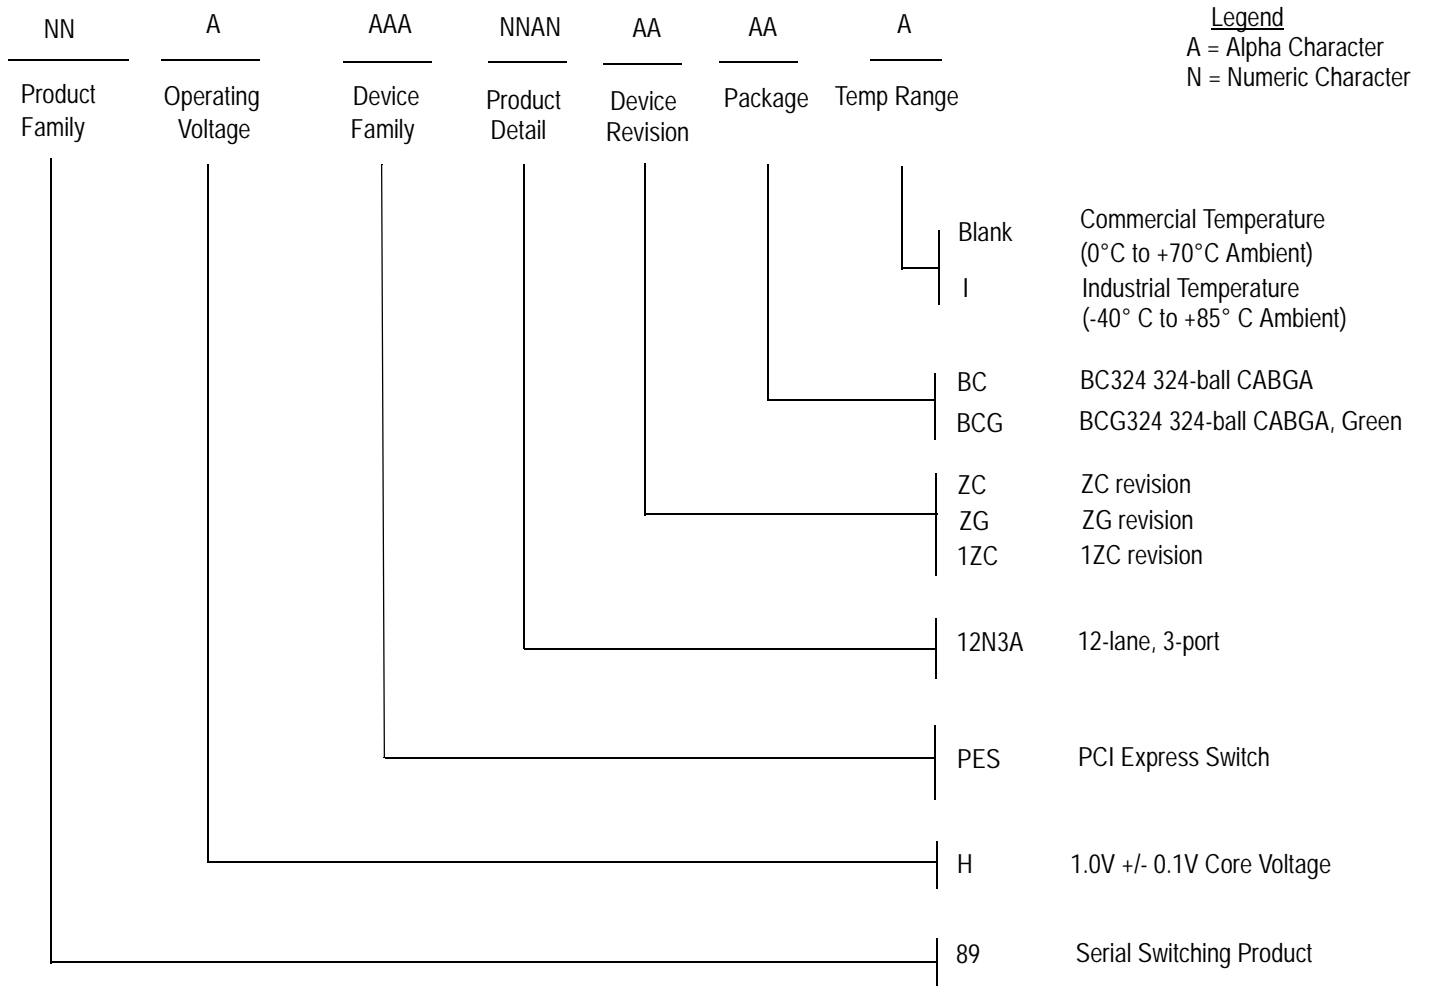 NN A AAA NNAN AA AA A
Legend
A = Alpha Character
N = Numeric Character
Product Family
Operating Voltage
Device Family
Product Detail
Device Revision
Package
Temp Range
Blank Commercial Temperature
(0°C to +70°C Ambient)
I Industrial Temperature
(-40° C to +85° C Ambient)
BC BC324 324-ball CABGA
BCG BCG324 324-ball CABGA, Green
ZC ZC revision
ZG ZG revision
1ZC 1ZC revision
12N3A 12-lane, 3-port
PES PCI Express Switch
H 1.0V +/- 0.1V Core Voltage
89 Serial Switching Product